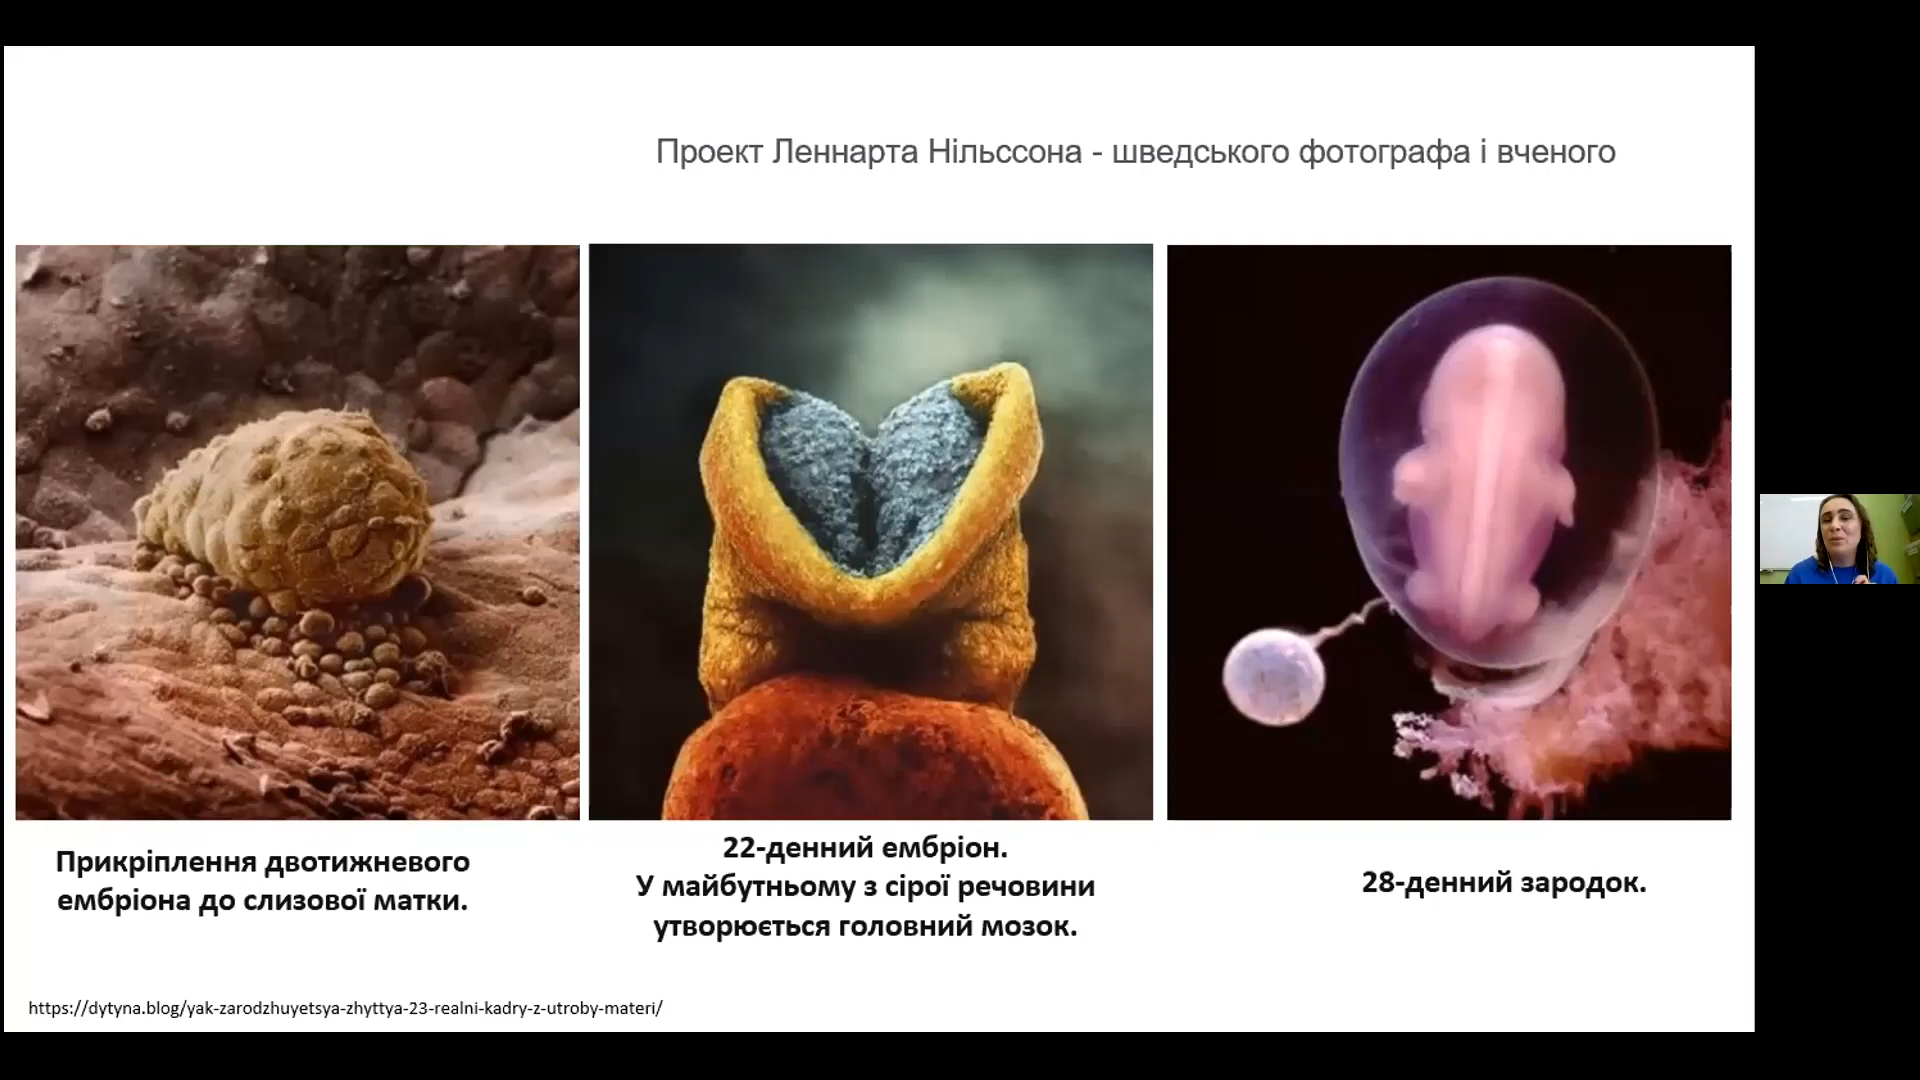 Проект Леннарта Нільссона - шведського фотографа і вченого
Прикріплення двотижневого
ембріона до слизової матки.
22-денний ембріон.
У майбутньому з сірої речовини
утворюється головний мозок.
28-денний зародок.
https://dytyna.blog/yak-zarodzhuyetsya-zhyttya-23-realni-kadry-z-utroby-materi/